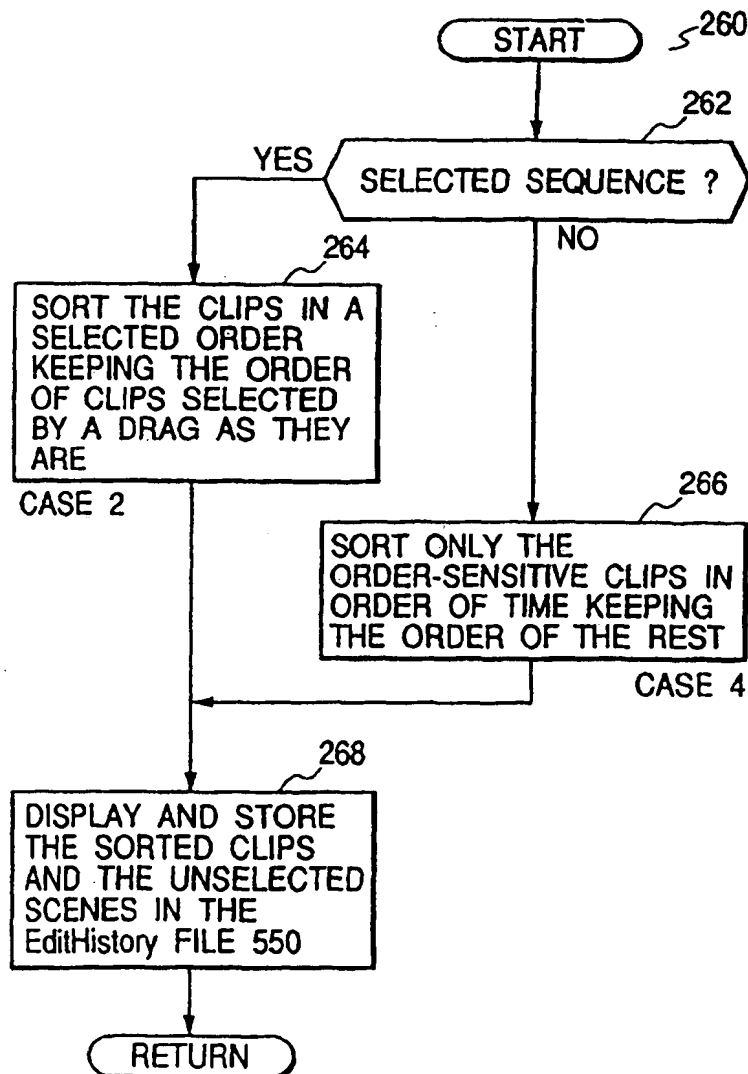 START
260
262
YES
SELECTED SEQUENCE ?
NO
264
SORT THE CLIPS IN A
SELECTED ORDER
KEEPING THE ORDER
OF CLIPS SELECTED
BY A DRAG AS THEY
ARE
CASE 2
266
SORT ONLY THE
ORDER-SENSITIVE CLIPS IN
ORDER OF TIME KEEPING
THE ORDER OF THE REST
CASE 4
268
DISPLAY AND STORE
THE SORTED CLIPS
AND THE UNSELECTED
SCENES IN THE
EditHistory FILE 550
RETURN